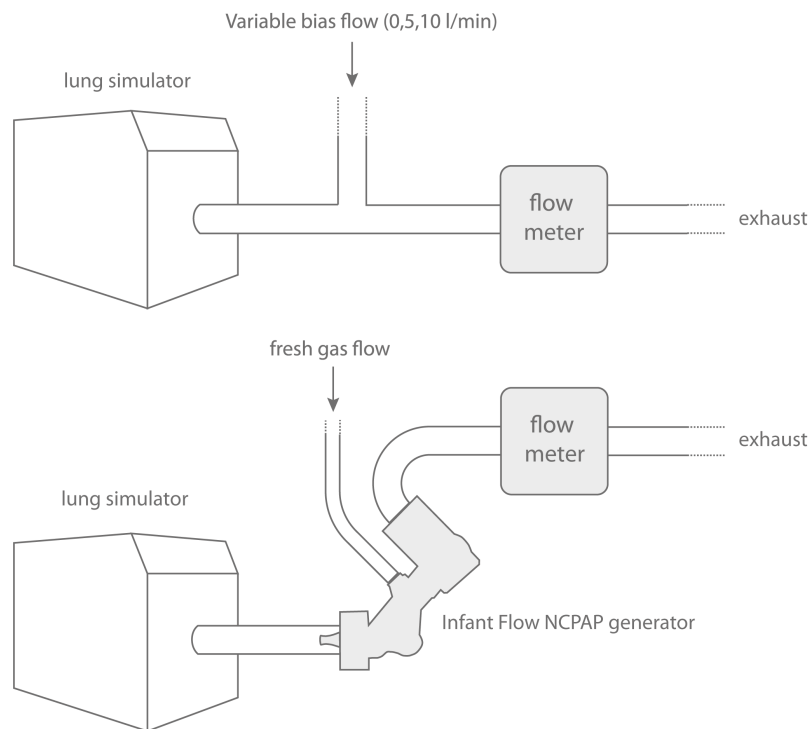 Variable bias flow (0,5,10 l/min)
lung simulator
flow
meter
exhaust
fresh gas flow
flow
meter
exhaust
lung simulator
Infant Flow NCPAP generator